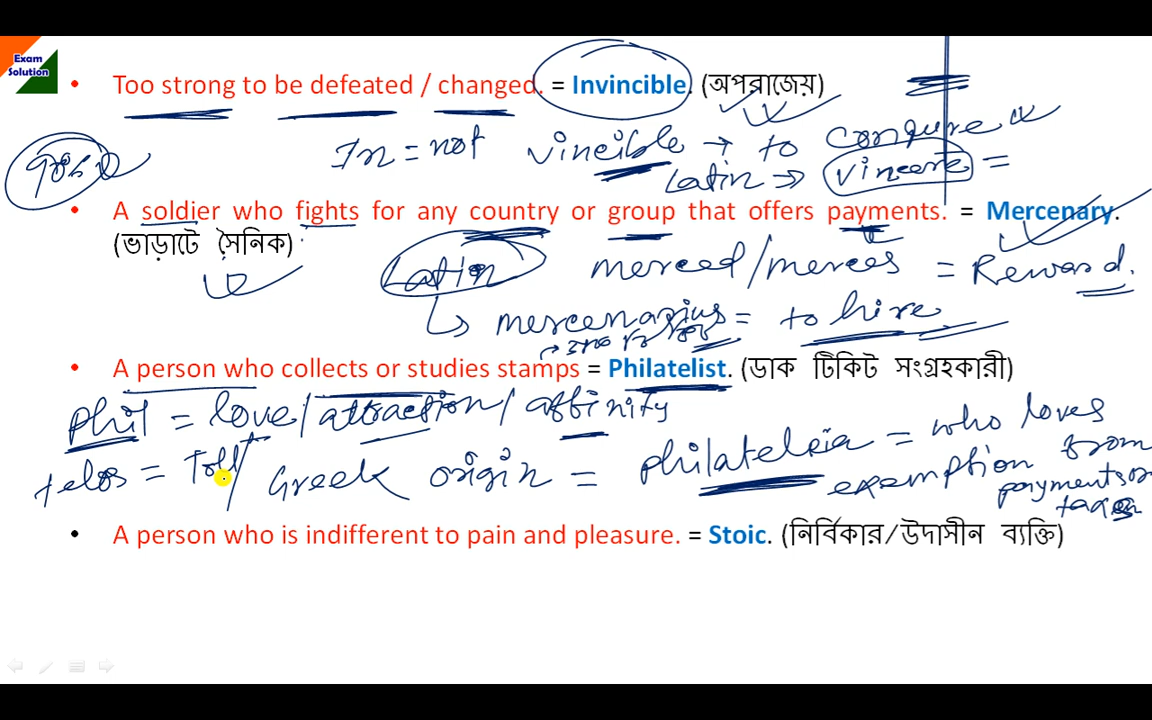 Exam
Solution
• Too strong to be defeated / changed. = Invincible. (অপরাজেয়)
In = not vincible → to conqure
Latin ⇒ vincere =
• A soldier who fights for any country or group that offers payments. = Mercenary.
(ভাড়াটে সৈনিক)
Latin merced/merces = Reward.
↳ mercenarius = to hire
• A person who collects or studies stamps = Philatelist. (ডাক টিকিট সংগ্রহকারী)
Phil = love/attraction/affinity
telos = Toll/ Greek origin = philateleia = who loves
exemption from
payments or
taxes
• A person who is indifferent to pain and pleasure. = Stoic. (নির্বিকার/উদাসীন ব্যক্তি)